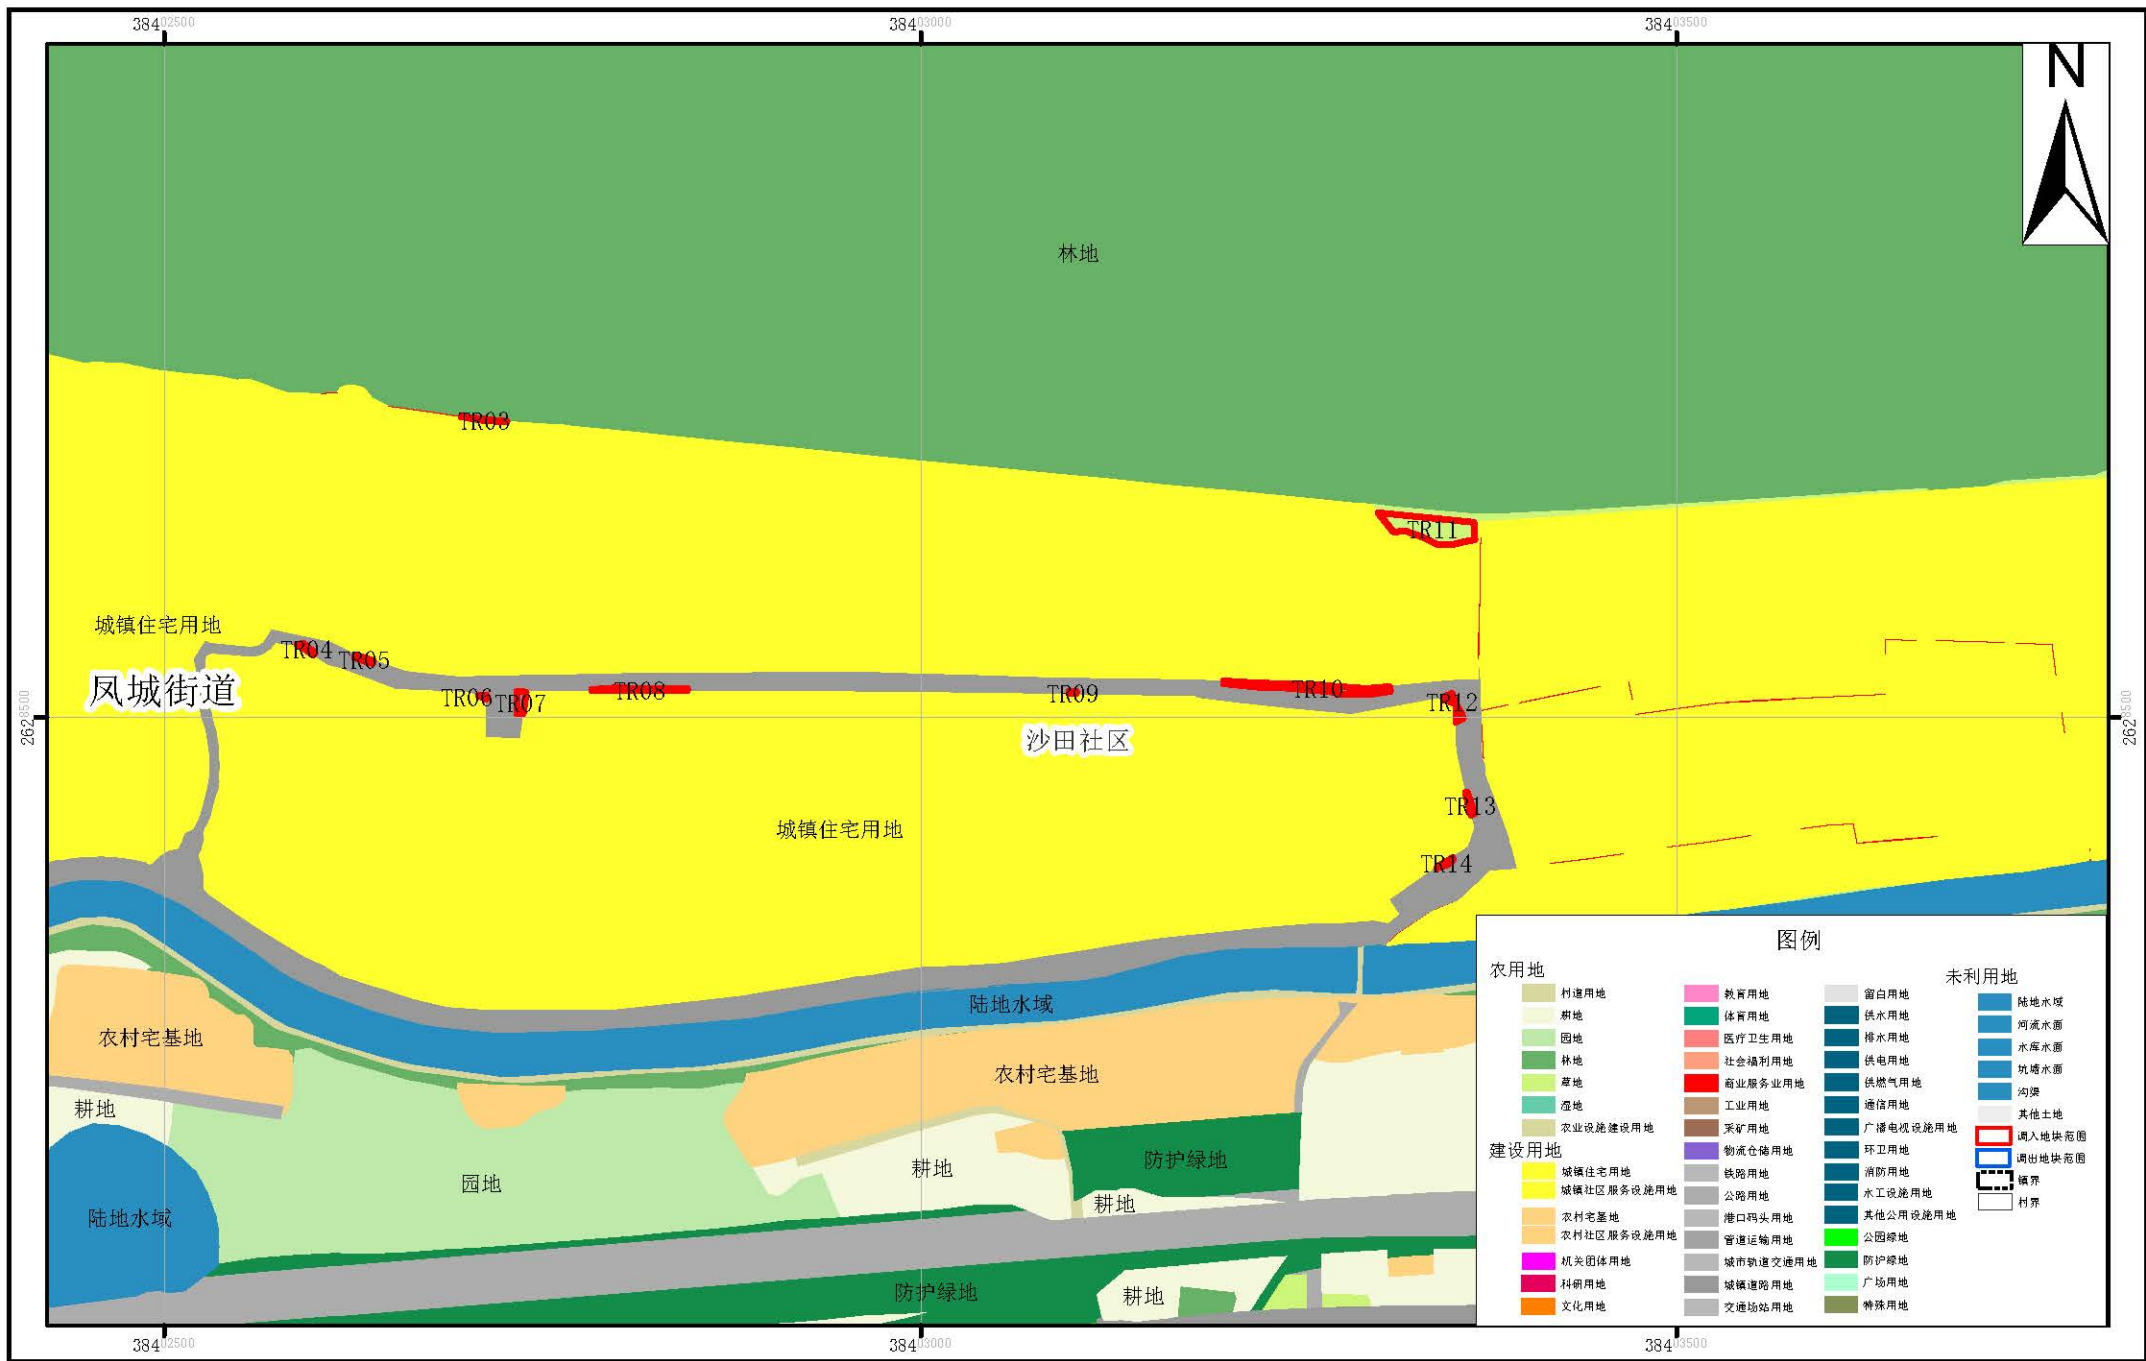 38402500 38403000 38403500
N
林地
TR03
TR11
城镇住宅用地
TR04
TR05
凤城街道
TR06
TR07
TR08
TR09
TR10
TR12
2628500
2628500
沙田社区
TR13
城镇住宅用地
TR14
陆地水域
农村宅基地
农村宅基地
耕地
园地
耕地
防护绿地
耕地
陆地水域
防护绿地
耕地
图例
农用地
村道用地
耕地
园地
林地
草地
湿地
农业设施建设用地
建设用地
城镇住宅用地
城镇社区服务设施用地
农村宅基地
农村社区服务设施用地
机关团体用地
科研用地
文化用地
教育用地
体育用地
医疗卫生用地
社会福利用地
商业服务业用地
工业用地
采矿用地
物流仓储用地
铁路用地
公路用地
港口码头用地
管道运输用地
城市轨道交通用地
城镇道路用地
交通场站用地
留白用地
供水用地
排水用地
供电用地
供燃气用地
通信用地
广播电视设施用地
环卫用地
消防用地
水工设施用地
其他公用设施用地
公园绿地
防护绿地
广场用地
特殊用地
未利用地
陆地水域
河流水面
水库水面
坑塘水面
沟渠
其他土地
调入地块范围
调出地块范围
镇界
村界
38402500 38403000 38403500